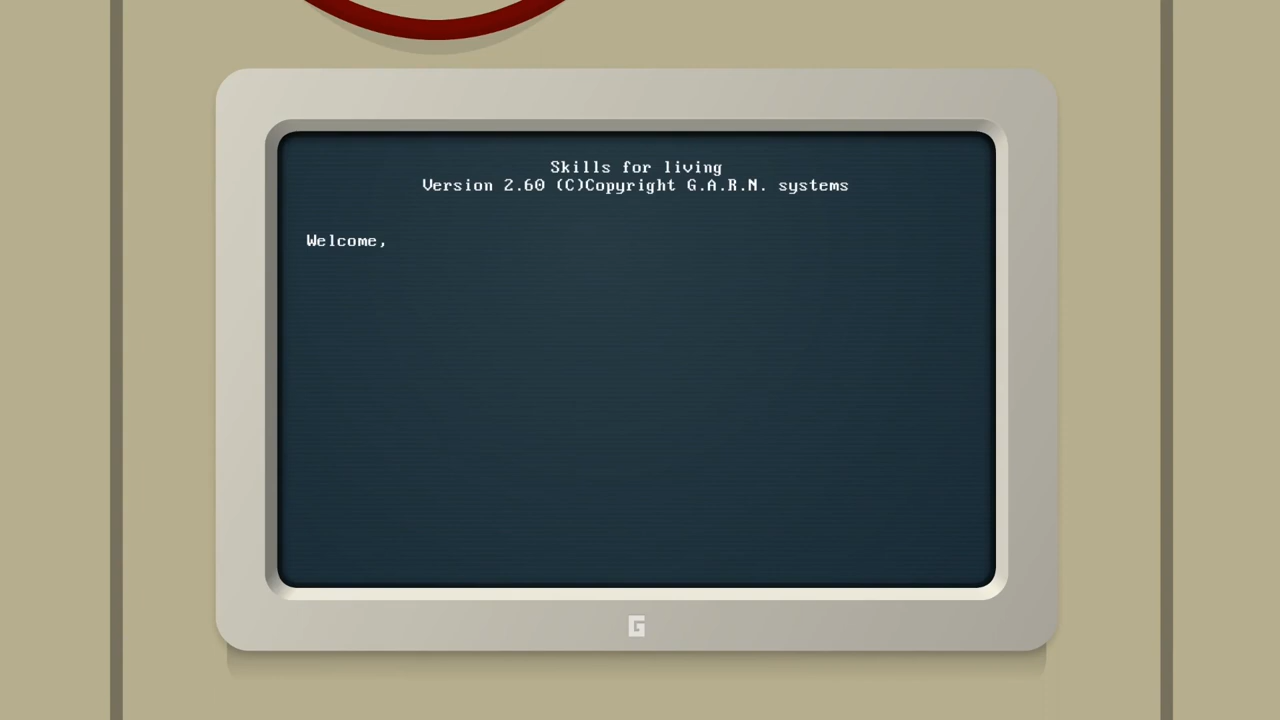 Skills for living
Version 2.60 (C)Copyright G.A.R.N. systems
Welcome,
G